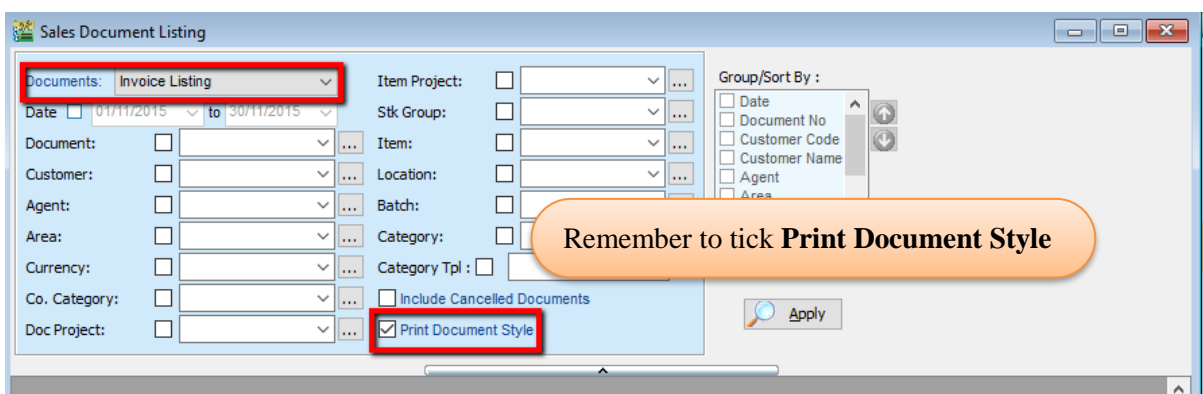 Sales Document Listing
Documents: Invoice Listing
Date 01/11/2015 to 30/11/2015
Document: ...
Customer: ...
Agent: ...
Area: ...
Currency: ...
Co. Category: ...
Doc Project: ...
Item Project: ...
Stk Group: ...
Item: ...
Location: ...
Batch:
Category:
Category Tpl :
Include Cancelled Documents
Print Document Style
Group/Sort By :
Date
Document No
Customer Code
Customer Name
Agent
Area
Remember to tick Print Document Style
Apply